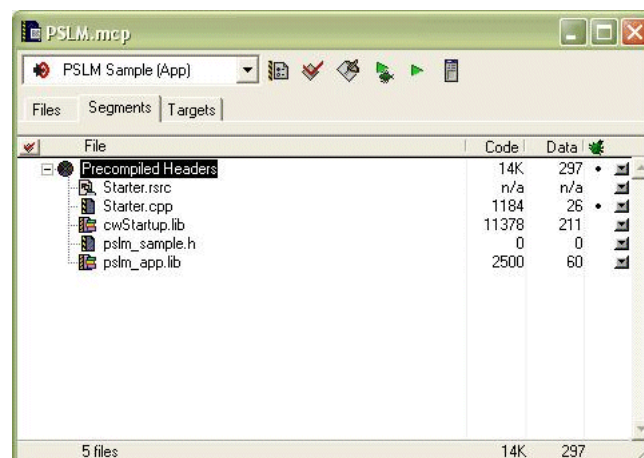 PSLM.mcp
PSLM Sample (App)
Files Segments Targets
File Code Data
Precompiled Headers 14K 297 •
Starter.rsrc n/a n/a
Starter.cpp 1184 26 •
cwStartup.lib 11378 211
pslm_sample.h 0 0
pslm_app.lib 2500 60
5 files 14K 297